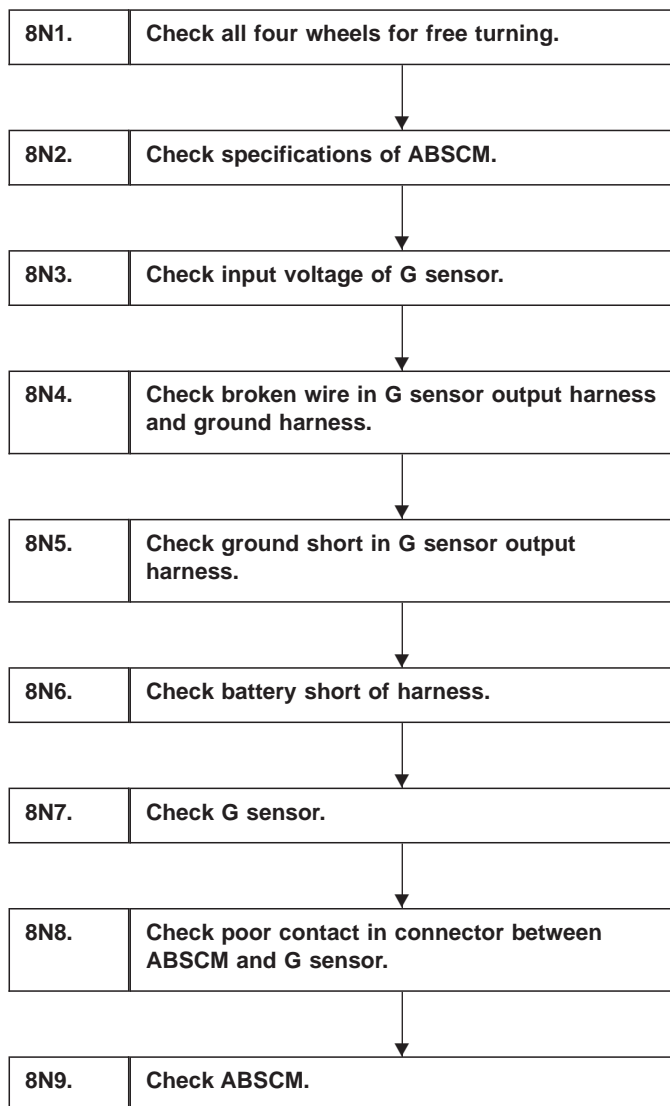 8N1. Check all four wheels for free turning.
8N2. Check specifications of ABSCM.
8N3. Check input voltage of G sensor.
8N4. Check broken wire in G sensor output harness
and ground harness.
8N5. Check ground short in G sensor output
harness.
8N6. Check battery short of harness.
8N7. Check G sensor.
8N8. Check poor contact in connector between
ABSCM and G sensor.
8N9. Check ABSCM.